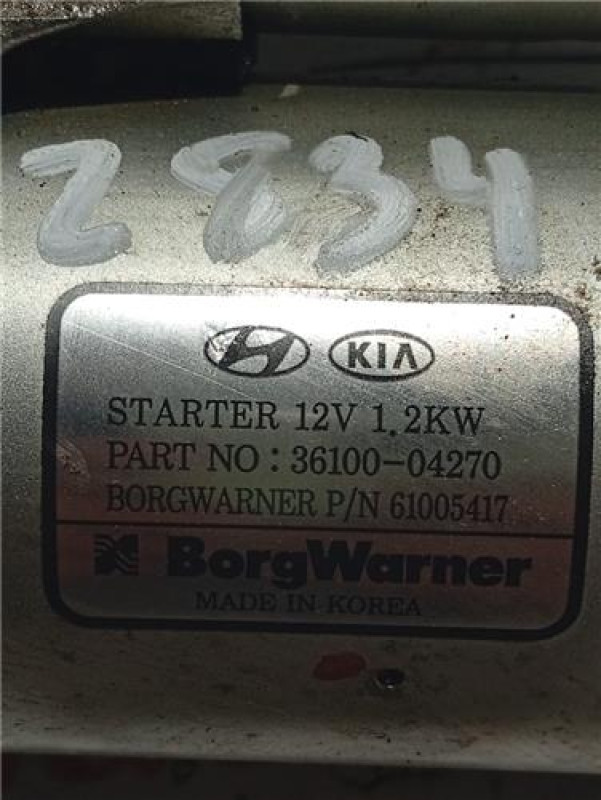 2834
KIA
STARTER 12V 1.2KW
PART NO : 36100-04270
BORGWARNER P/N 61005417
BorgWarner
MADE IN KOREA